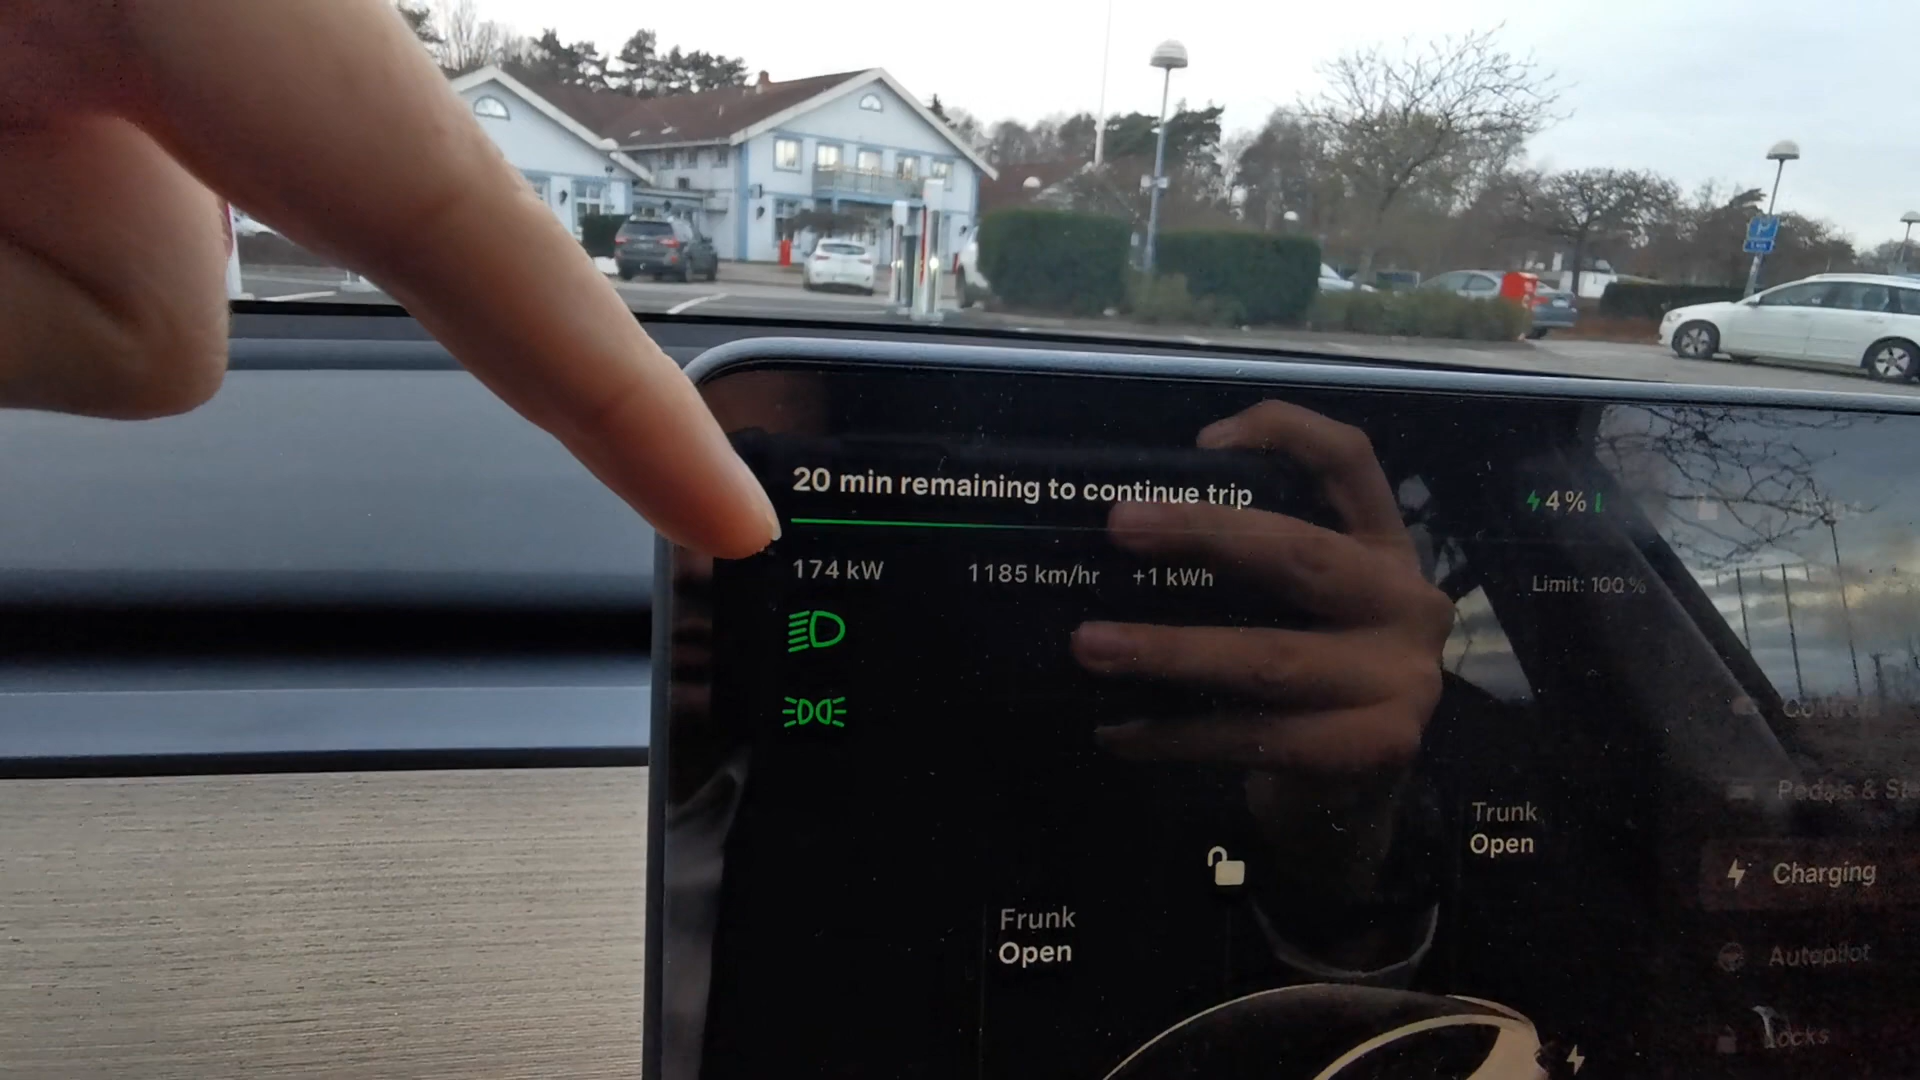 20 min remaining to continue trip
4%
174 kW
1185 km/hr
+1 kWh
Limit: 100 %
Trunk
Open
Charging
Frunk
Open
Autopilot
Locks